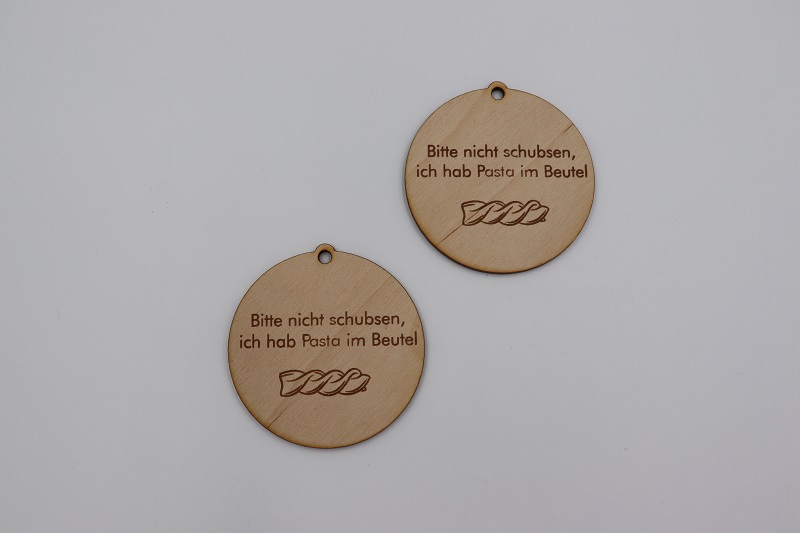 Bitte nicht schubsen,
ich hab Pasta im Beutel
Bitte nicht schubsen,
ich hab Pasta im Beutel